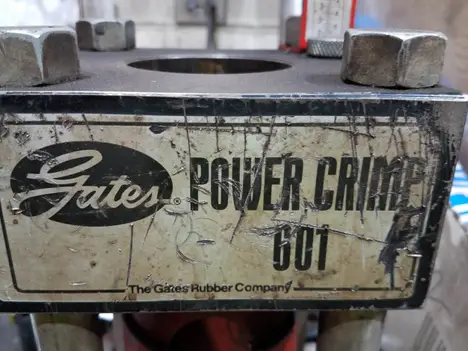 Gates®
POWER CRIMP
601
The Gates Rubber Company